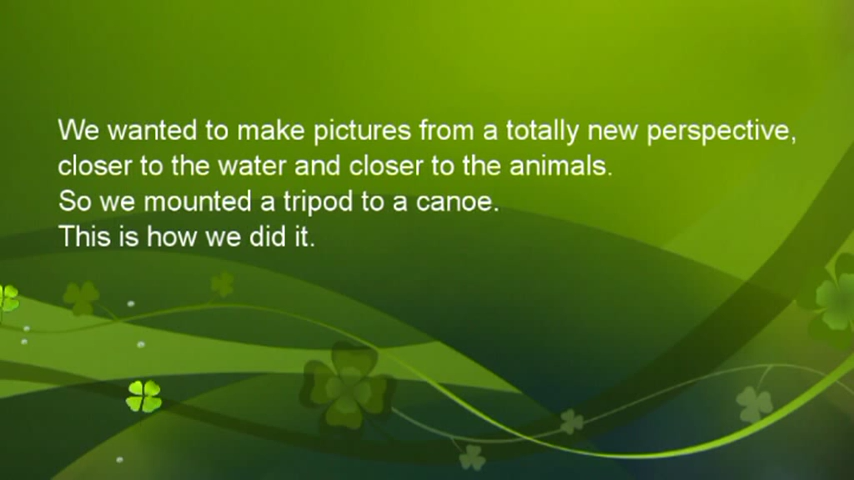 We wanted to make pictures from a totally new perspective,
closer to the water and closer to the animals.
So we mounted a tripod to a canoe.
This is how we did it.